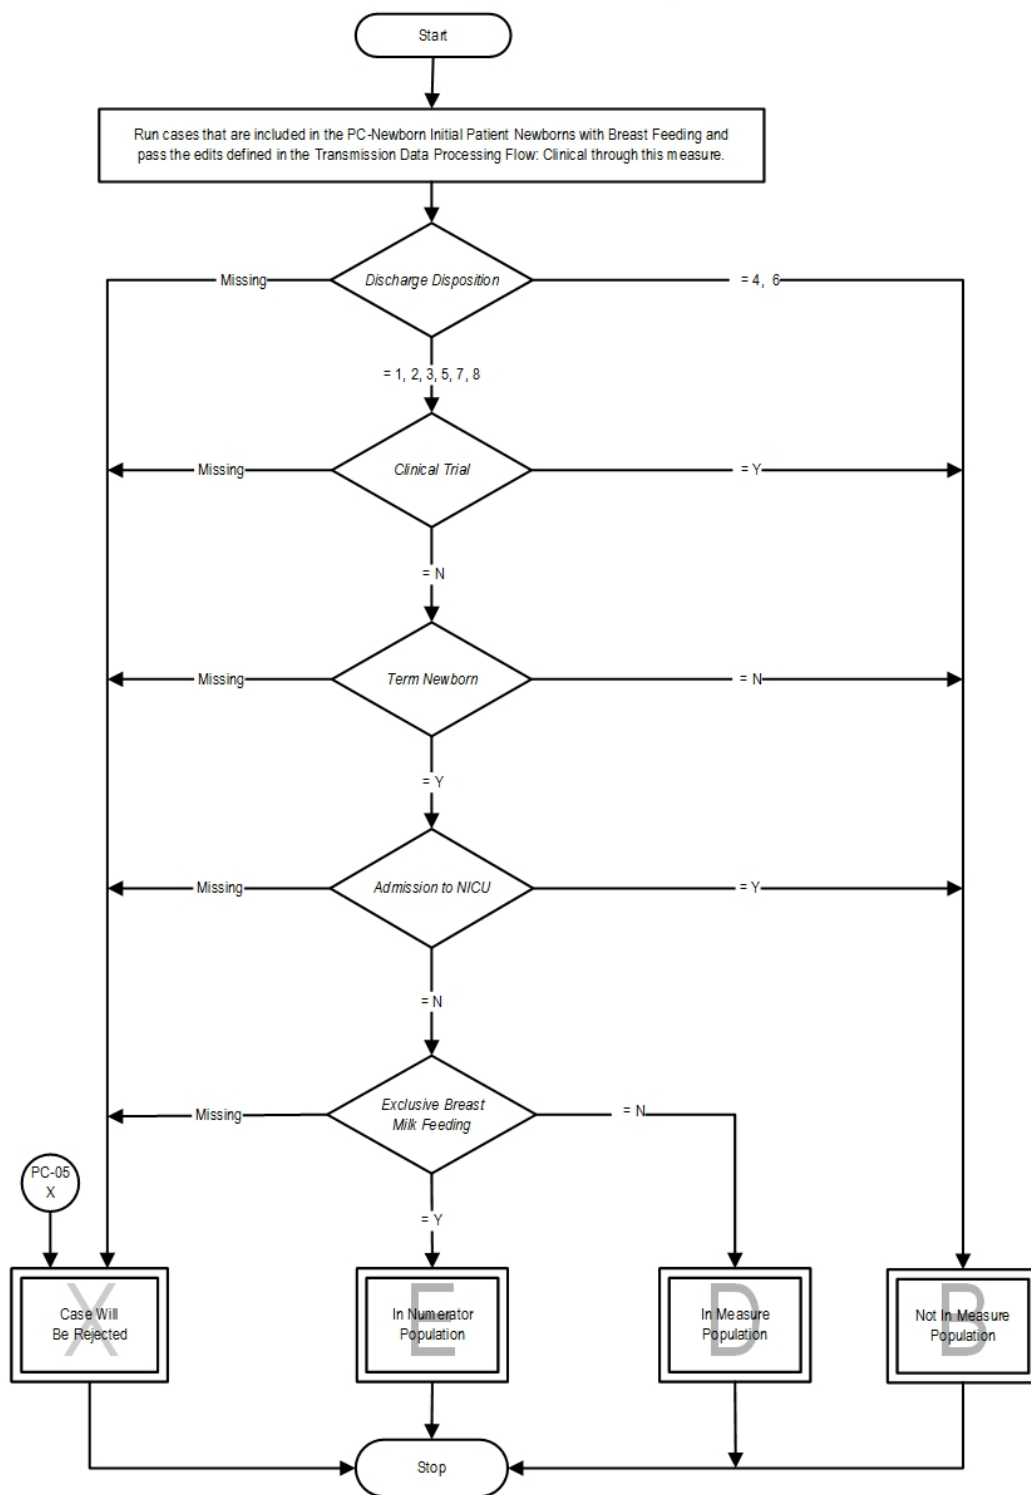 Start
Run cases that are included in the PC-Newborn Initial Patient Newborns with Breast Feeding and
pass the edits defined in the Transmission Data Processing Flow: Clinical through this measure.
Missing
Discharge Disposition
= 4, 6
= 1, 2, 3, 5, 7, 8
Missing
Clinical Trial
= Y
= N
Missing
Term Newborn
= N
= Y
Missing
Admission to NICU
= Y
= N
Missing
Exclusive Breast
Milk Feeding
= N
PC-05
X
= Y
X
Case Will
Be Rejected
E
In Numerator
Population
D
In Measure
Population
B
Not In Measure
Population
Stop